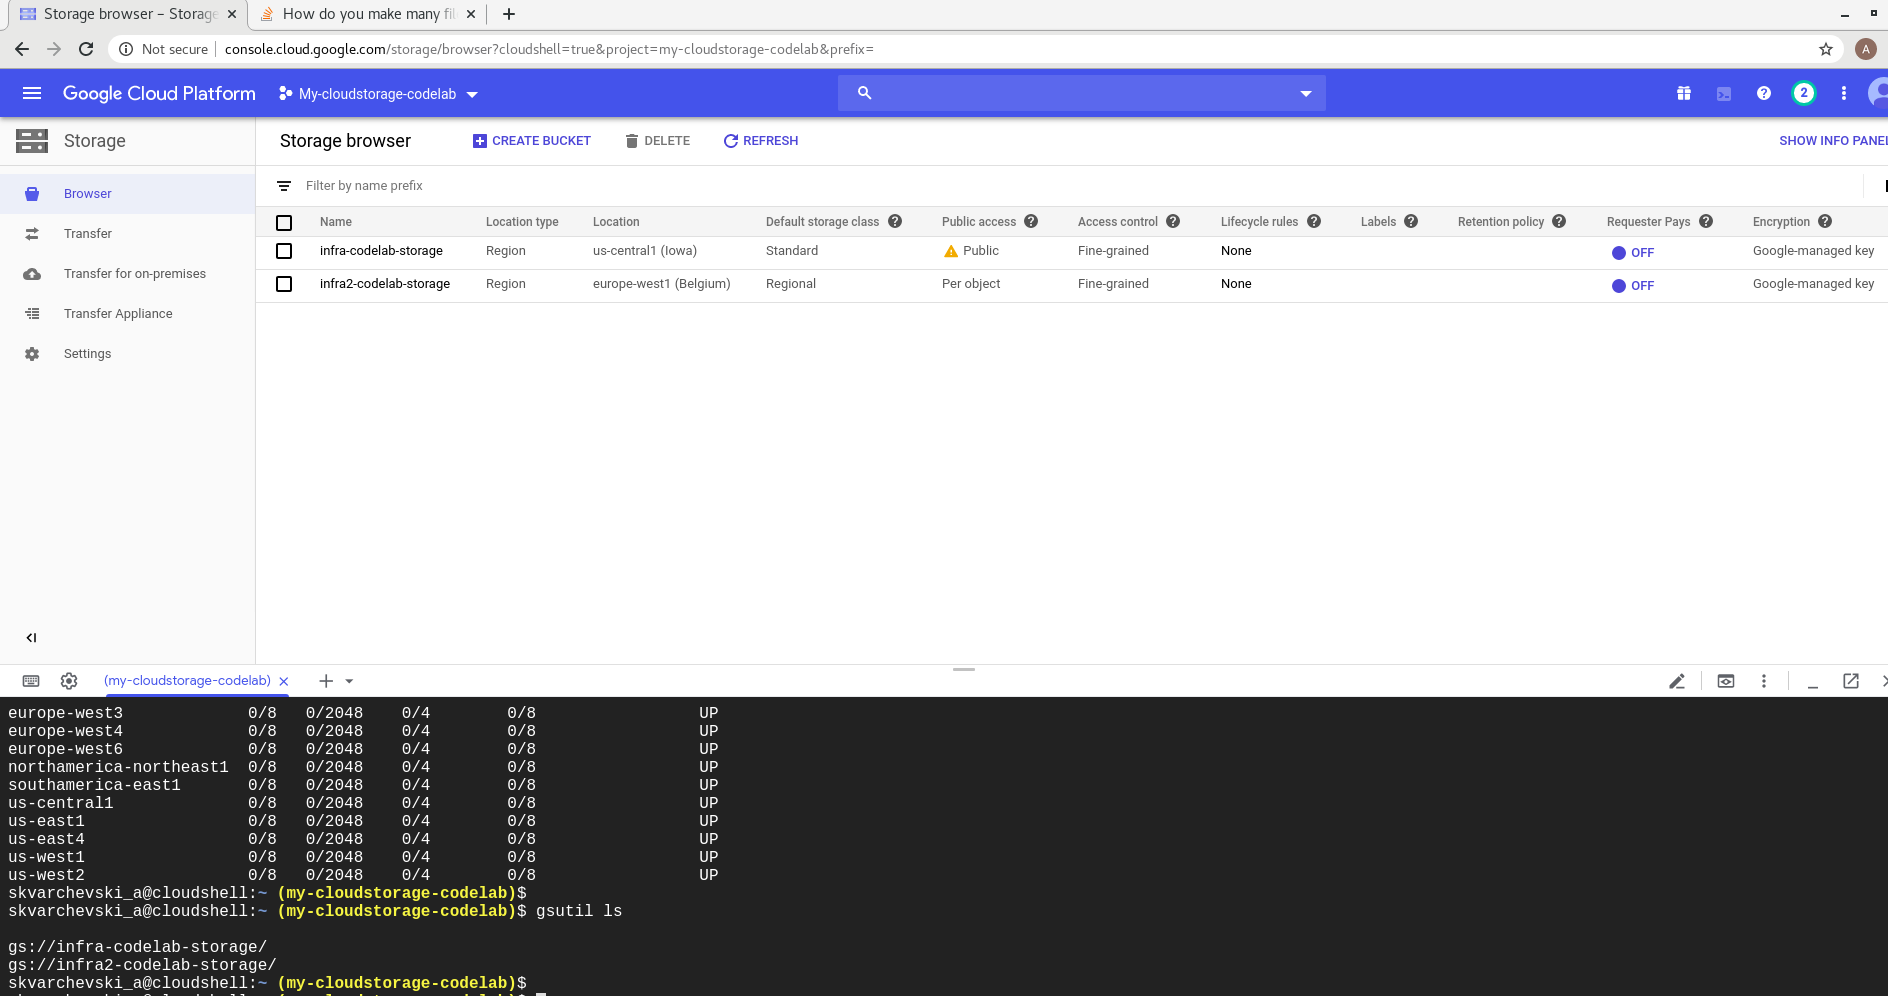 Storage browser – Storage
How do you make many fil
Not secure
console.cloud.google.com/storage/browser?cloudshell=true&project=my-cloudstorage-codelab&prefix=
A
Google Cloud Platform
My-cloudstorage-codelab
2
Storage
Storage browser
CREATE BUCKET
DELETE
REFRESH
SHOW INFO PANEL
Browser
Transfer
Transfer for on-premises
Transfer Appliance
Settings
Filter by name prefix
Name Location type Location Default storage class Public access Access control Lifecycle rules Labels Retention policy Requester Pays Encryption
infra-codelab-storage Region us-central1 (Iowa) Standard Public Fine-grained None OFF Google-managed key
infra2-codelab-storage Region europe-west1 (Belgium) Regional Per object Fine-grained None OFF Google-managed key
(my-cloudstorage-codelab)
europe-west3 0/8 0/2048 0/4 0/8 UP
europe-west4 0/8 0/2048 0/4 0/8 UP
europe-west6 0/8 0/2048 0/4 0/8 UP
northamerica-northeast1 0/8 0/2048 0/4 0/8 UP
southamerica-east1 0/8 0/2048 0/4 0/8 UP
us-central1 0/8 0/2048 0/4 0/8 UP
us-east1 0/8 0/2048 0/4 0/8 UP
us-east4 0/8 0/2048 0/4 0/8 UP
us-west1 0/8 0/2048 0/4 0/8 UP
us-west2 0/8 0/2048 0/4 0/8 UP
skvarchevski_a@cloudshell:~ (my-cloudstorage-codelab)$
skvarchevski_a@cloudshell:~ (my-cloudstorage-codelab)$ gsutil ls
gs://infra-codelab-storage/
gs://infra2-codelab-storage/
skvarchevski_a@cloudshell:~ (my-cloudstorage-codelab)$